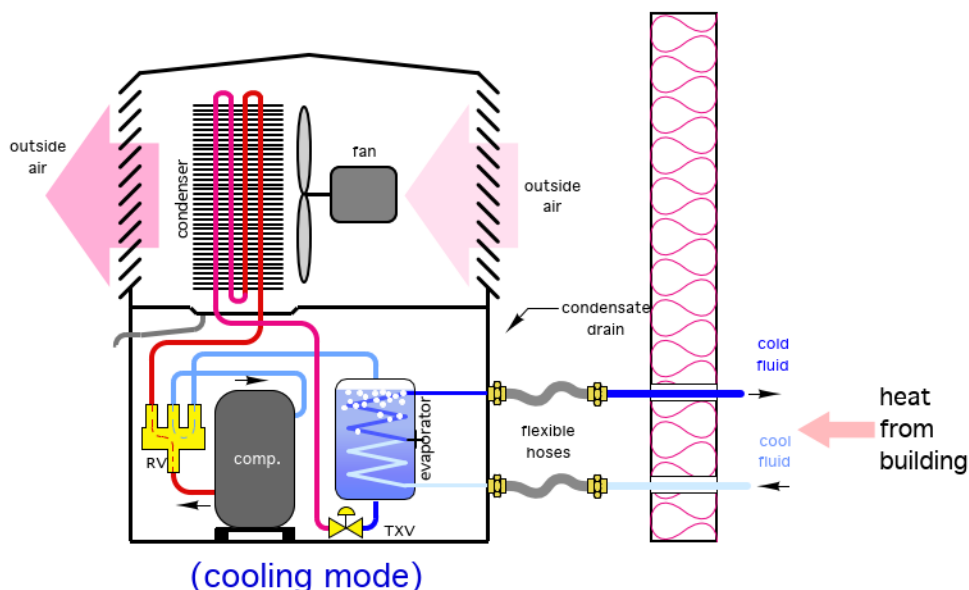 outside
air
condenser
fan
outside
air
condensate
drain
cold
fluid
heat
from
building
cool
fluid
flexible
hoses
evaporator
comp.
RV
TXV
(cooling mode)